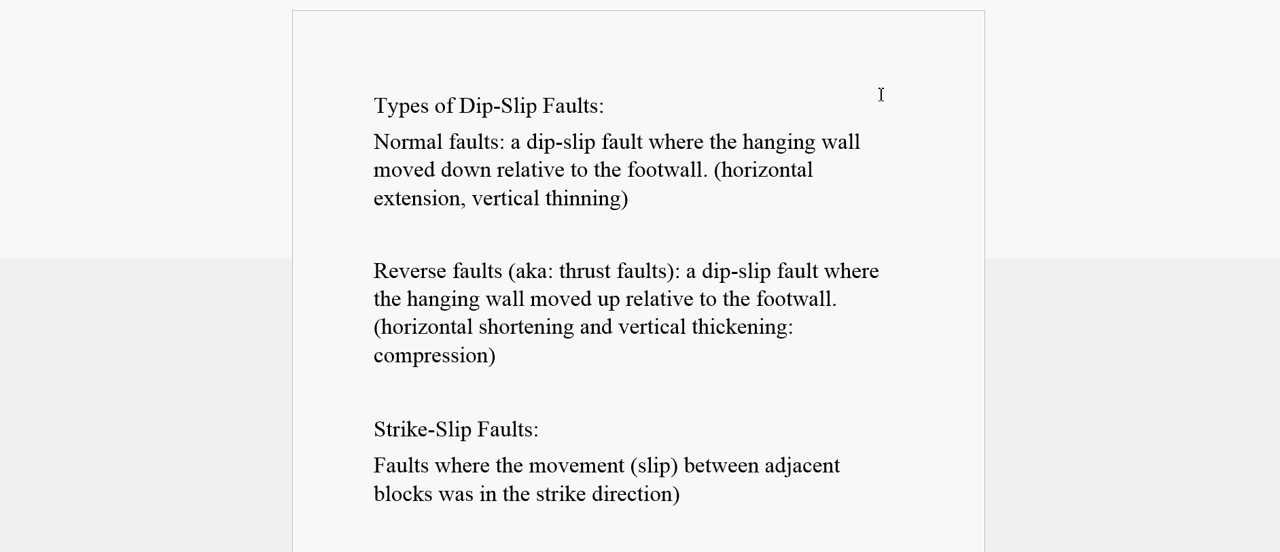 Types of Dip-Slip Faults:
Normal faults: a dip-slip fault where the hanging wall
moved down relative to the footwall. (horizontal
extension, vertical thinning)
Reverse faults (aka: thrust faults): a dip-slip fault where
the hanging wall moved up relative to the footwall.
(horizontal shortening and vertical thickening:
compression)
Strike-Slip Faults:
Faults where the movement (slip) between adjacent
blocks was in the strike direction)